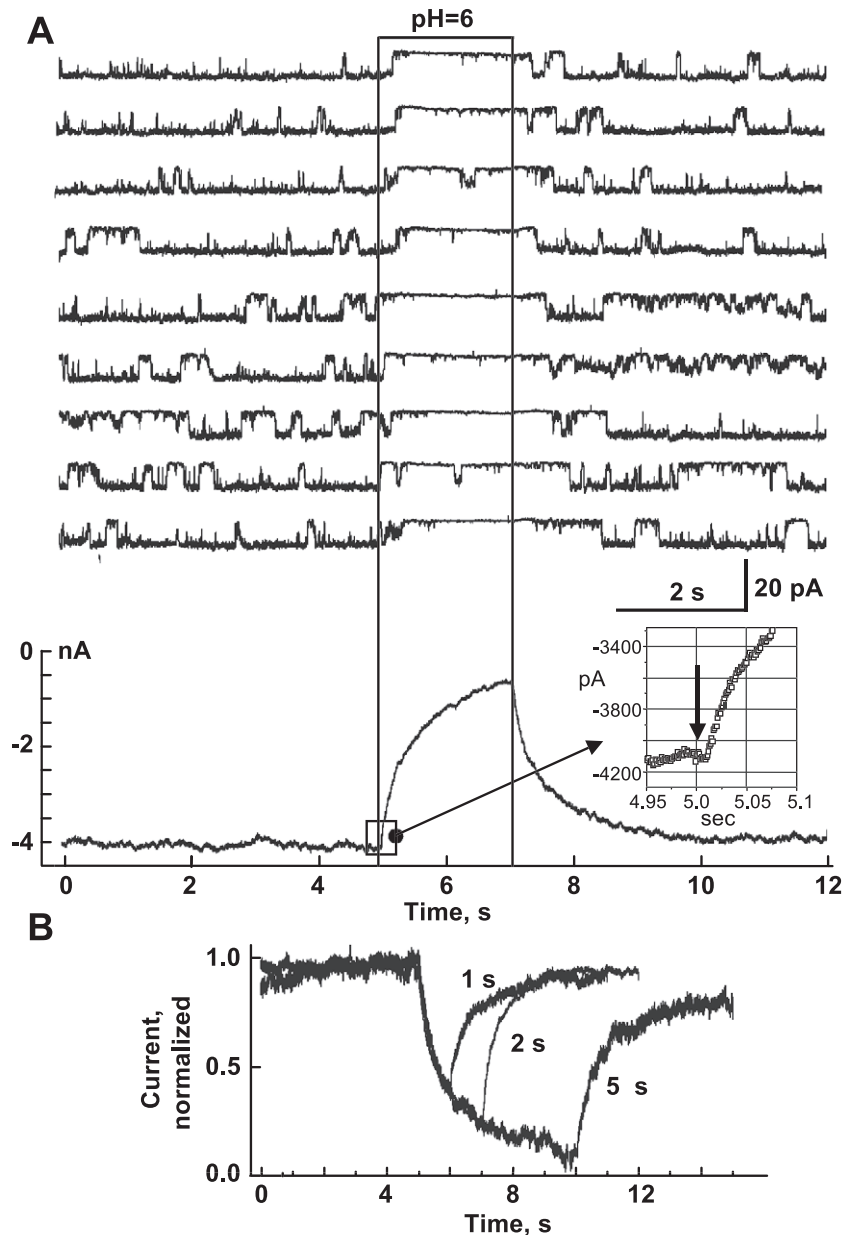 A
pH=6
2 s
20 pA
0 nA
-2
-4
pA
-3400
-3800
-4200
4.95 5.0 5.05 5.1
sec
0 2 4 6 8 10 12
Time, s
B
Current,
normalized
1.0
0.5
0.0
1 s
2 s
5 s
0 4 8 12
Time, s